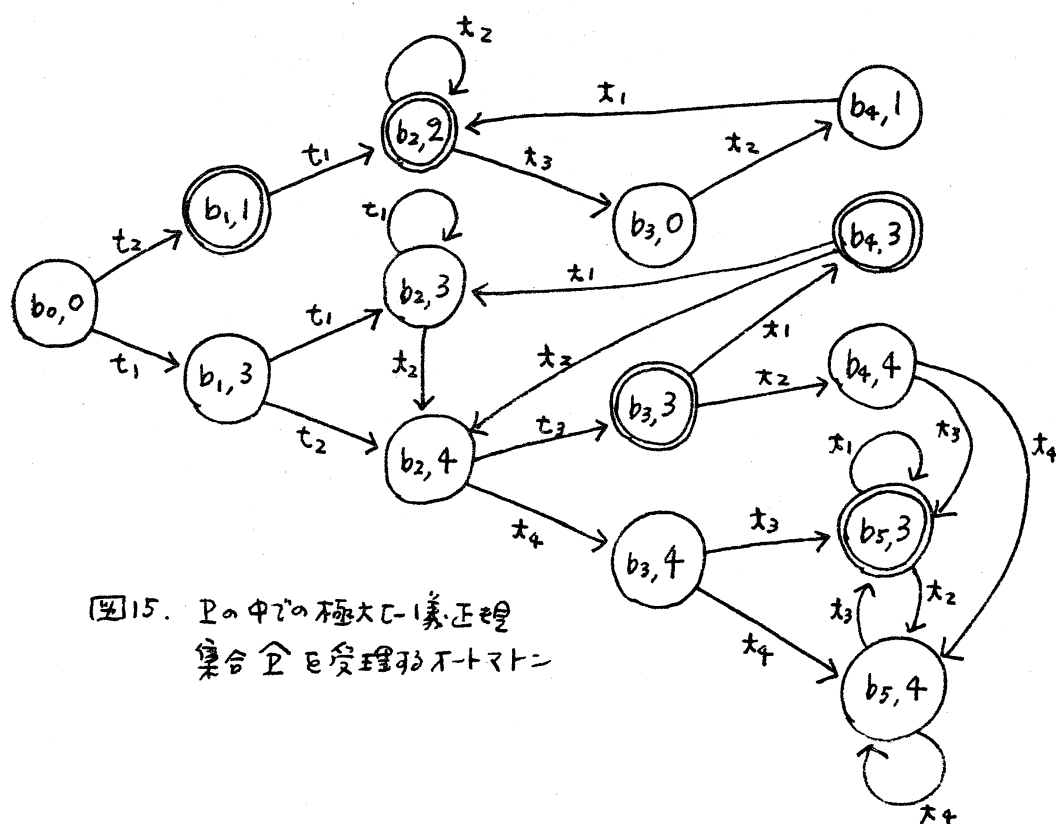 t2
b2,2
t1
b4,1
t1
t3
t2
b1,1
b3,0
t2
t1
b4,3
b0,0
b2,3
t1
t1
t1
t2
t2
t1
b1,3
b3,3
t2
b4,4
t2
b2,4
t3
t1
t3
t4
t4
t3
b5,3
b3,4
t3
t2
t4
b5,4
t4
図15. Pの中での極大 一義正規
集合 P̂ を受理するオートマトン